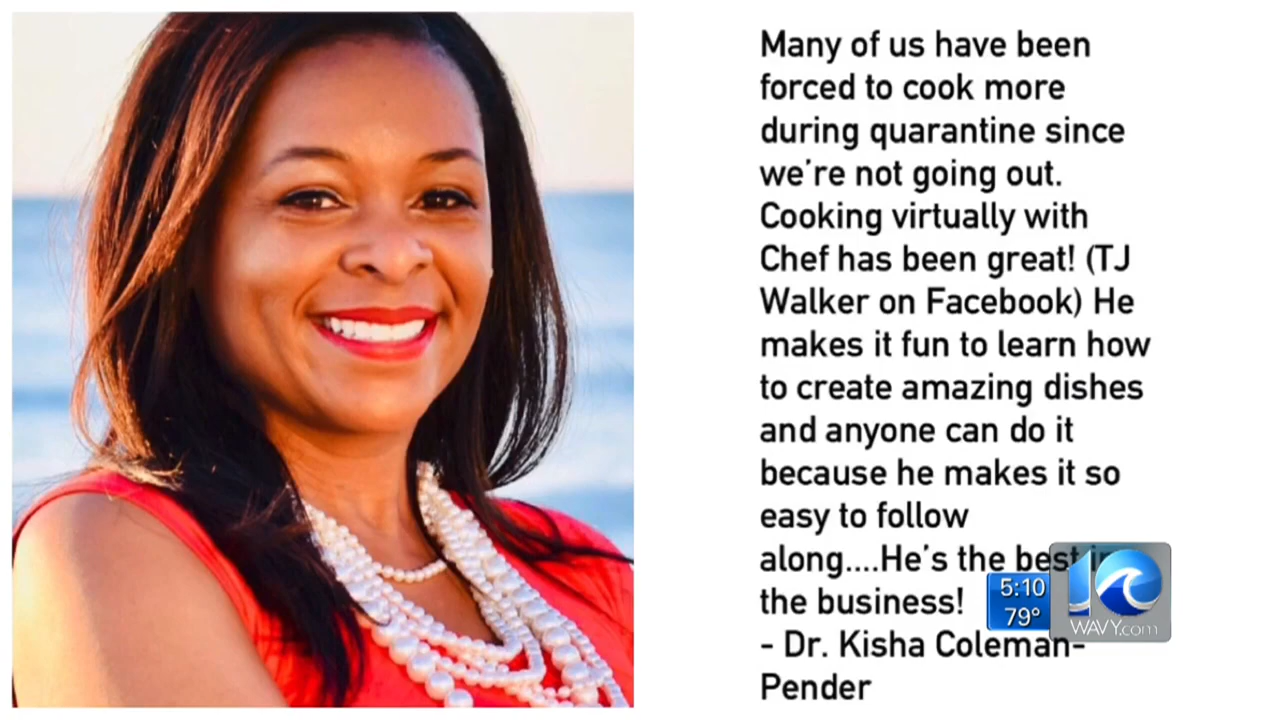 Many of us have been
forced to cook more
during quarantine since
we're not going out.
Cooking virtually with
Chef has been great! (TJ
Walker on Facebook) He
makes it fun to learn how
to create amazing dishes
and anyone can do it
because he makes it so
easy to follow
along....He's the best in
the business!
- Dr. Kisha Coleman-
Pender
5:10
79°
10
WAVY.com